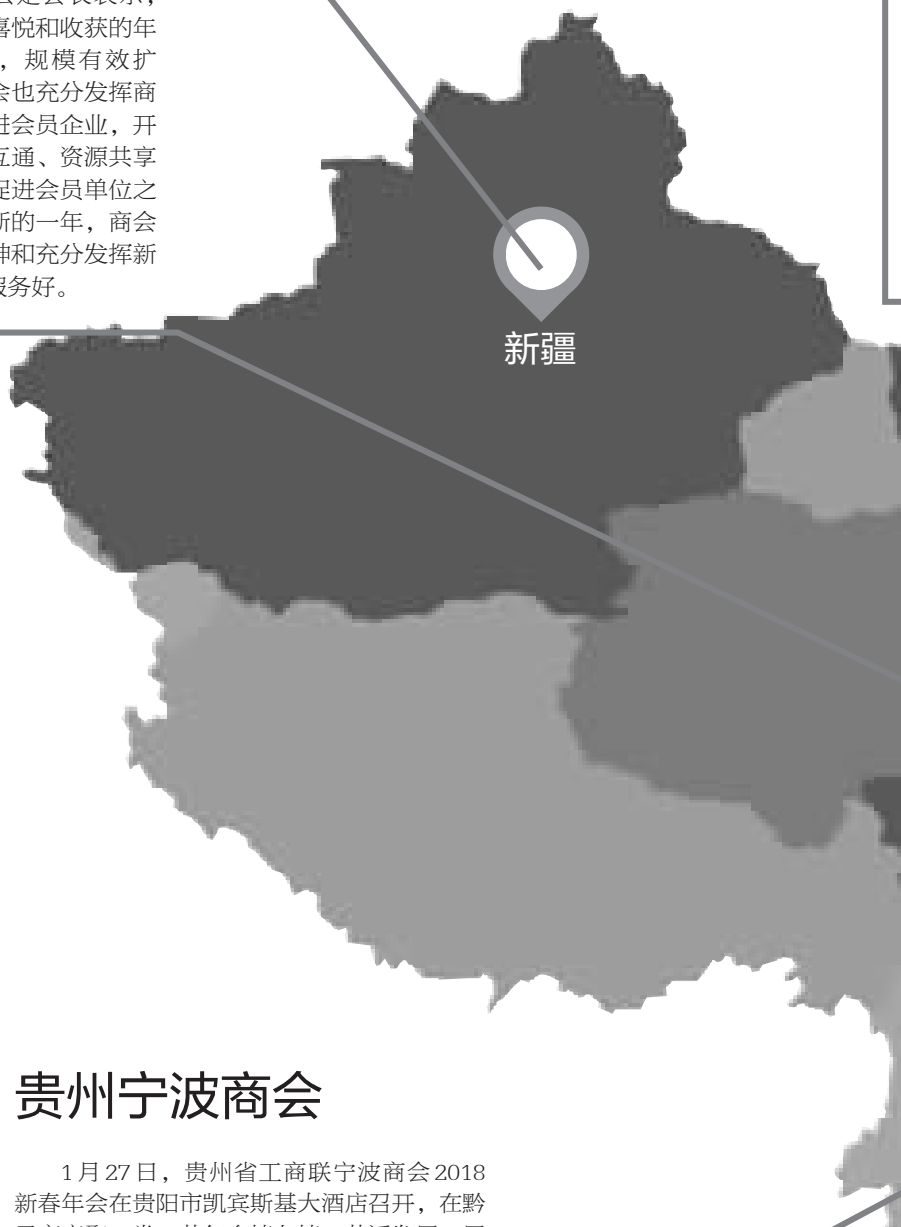 喜悦和收获的年
，规模有效扩
会也充分发挥商
进会员企业，开
互通、资源共享
促进会员单位之
新的一年，商会
神和充分发挥新
服务好。
新疆
贵州宁波商会
1月27日，贵州省工商联宁波商会2018
新春年会在贵阳市凯宾斯基大酒店召开，在黔